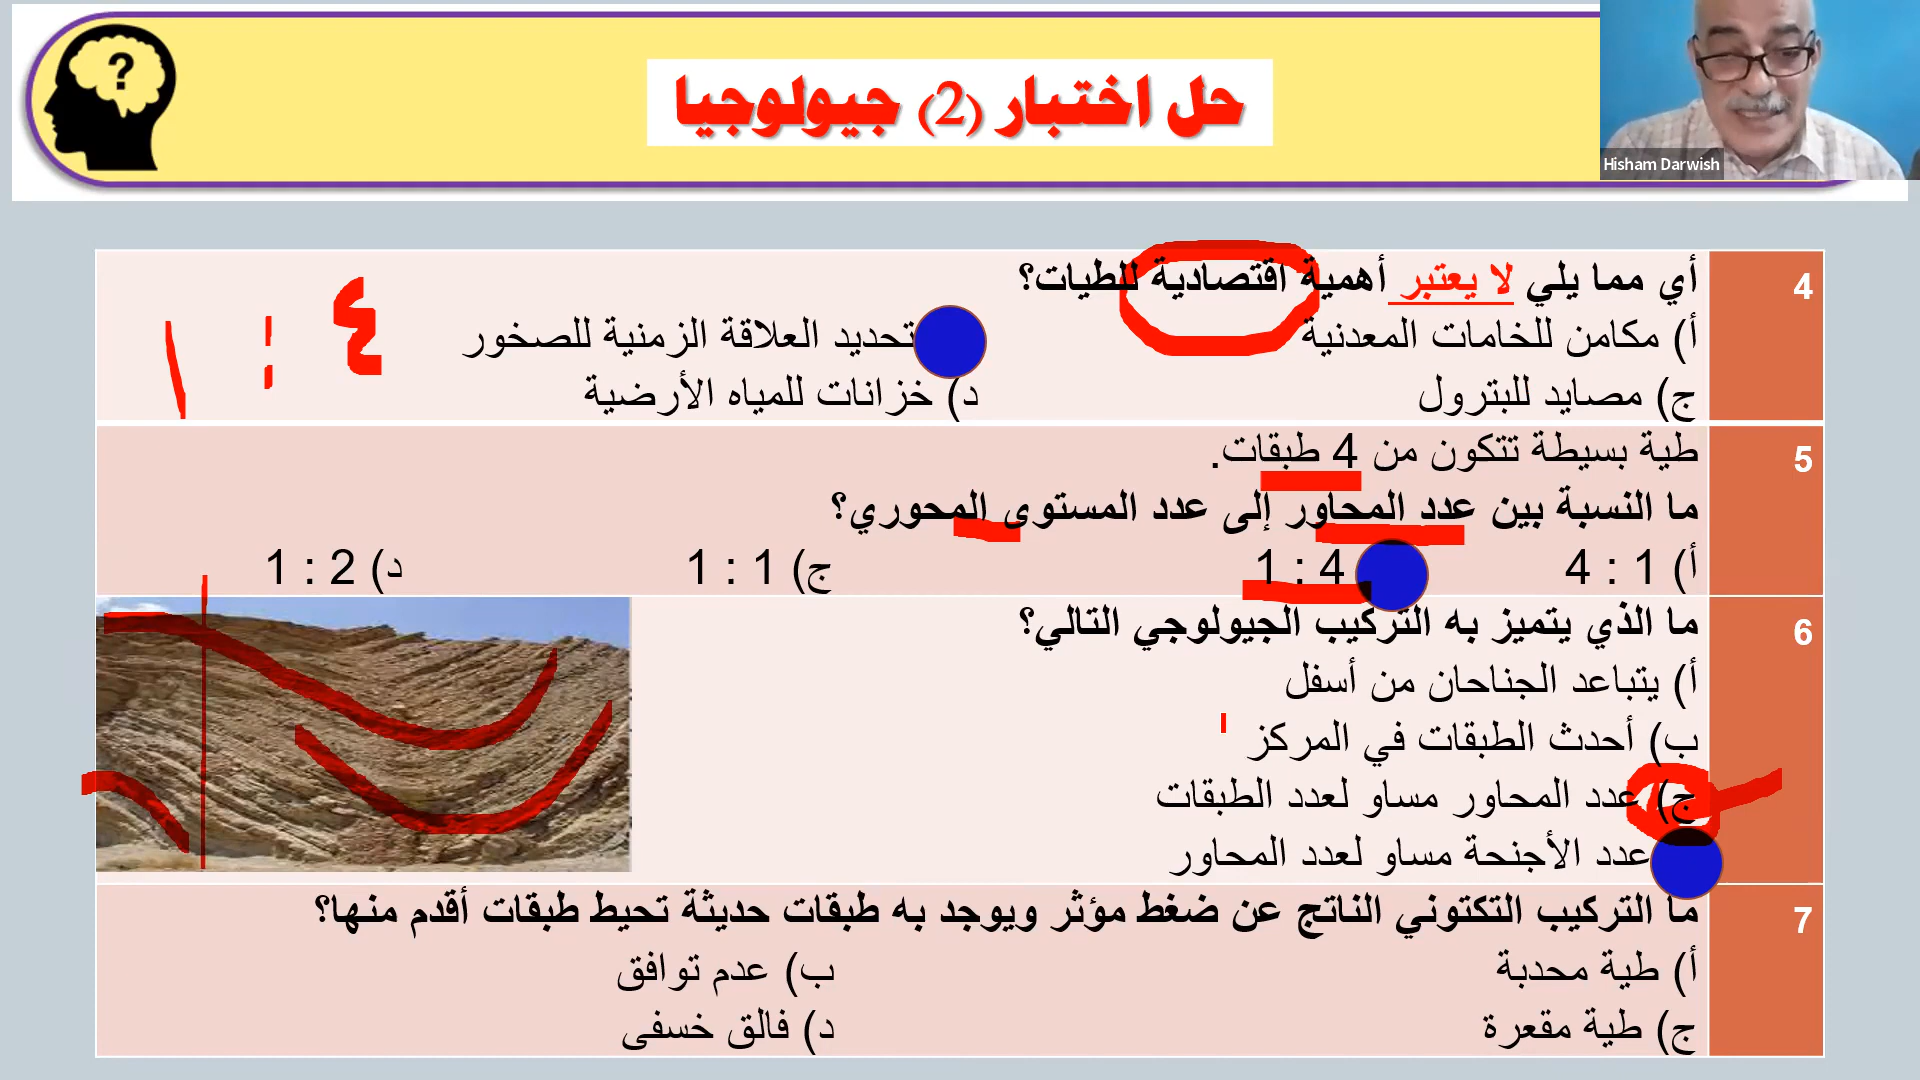 حل اختبار (2) جيولوجيا
Hisham Darwish
4
أي مما يلي لا يعتبر أهمية اقتصادية للطيات؟
أ) مكامن للخامات المعدنية تحديد العلاقة الزمنية للصخور
ج) مصايد للبترول د) خزانات للمياه الأرضية
٤ : ١
5
طية بسيطة تتكون من 4 طبقات.
ما النسبة بين عدد المحاور إلى عدد المستوى المحوري؟
أ) 1 : 4 4 : 1 ج) 1 : 1 د) 2 : 1
6
ما الذي يتميز به التركيب الجيولوجي التالي؟
أ) يتباعد الجناحان من أسفل
ب) أحدث الطبقات في المركز
ج) عدد المحاور مساو لعدد الطبقات
عدد الأجنحة مساو لعدد المحاور
7
ما التركيب التكتوني الناتج عن ضغط مؤثر ويوجد به طبقات حديثة تحيط طبقات أقدم منها؟
أ) طية محدبة ب) عدم توافق
ج) طية مقعرة د) فالق خسفى